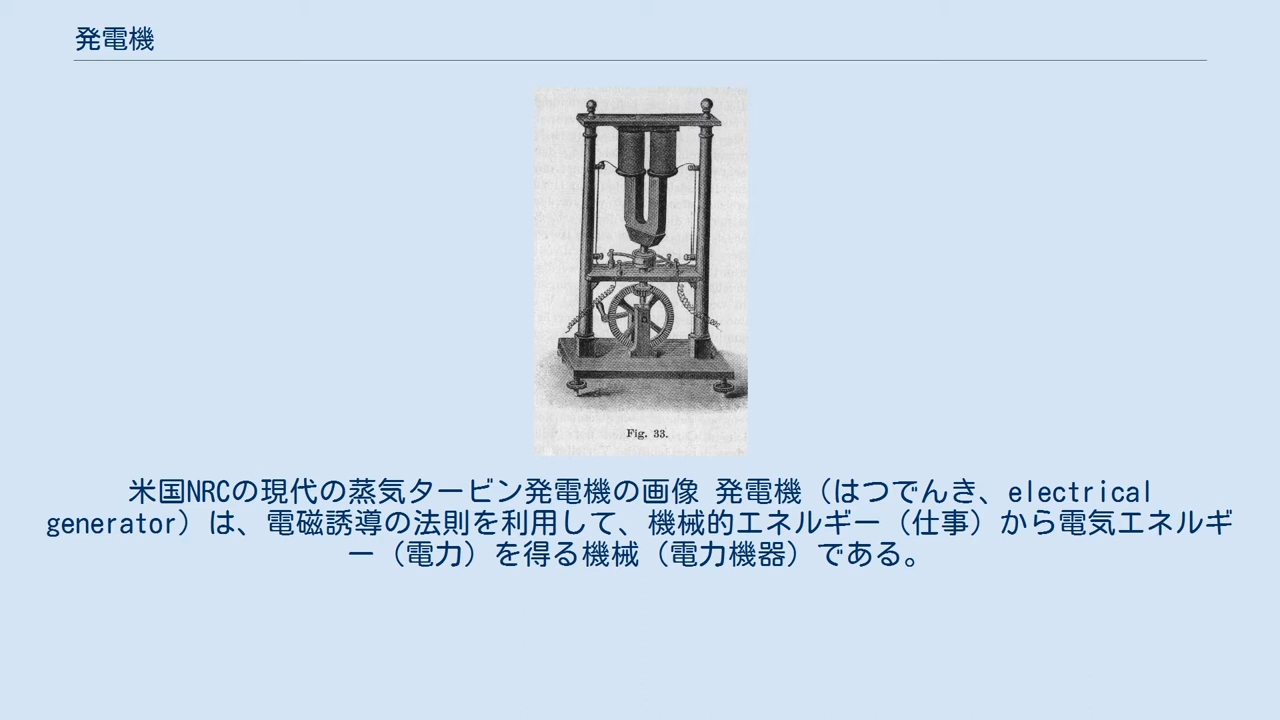 発電機
Fig. 33.
米国NRCの現代の蒸気タービン発電機の画像 発電機（はつでんき、electrical
generator）は、電磁誘導の法則を利用して、機械的エネルギー（仕事）から電気エネルギ
ー（電力）を得る機械（電力機器）である。